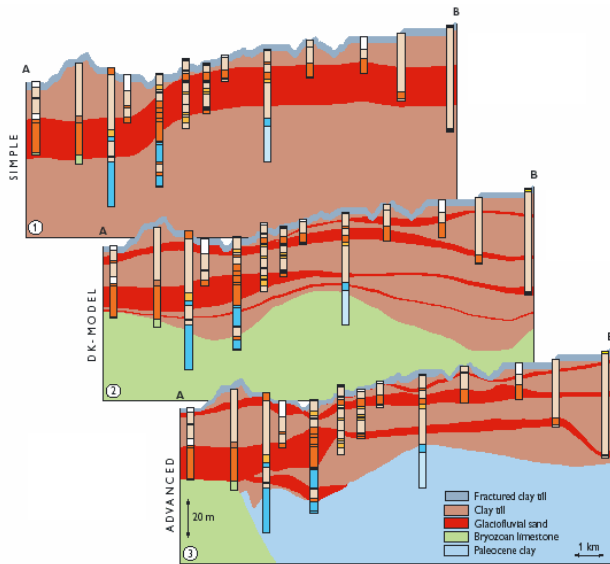 B
A
SIMPLE
1
B
A
DK-MODEL
2
B
A
ADVANCED
20 m
3
Fractured clay till
Clay till
Glaciofluvial sand
Bryozoan limestone
Paleocene clay
1 km